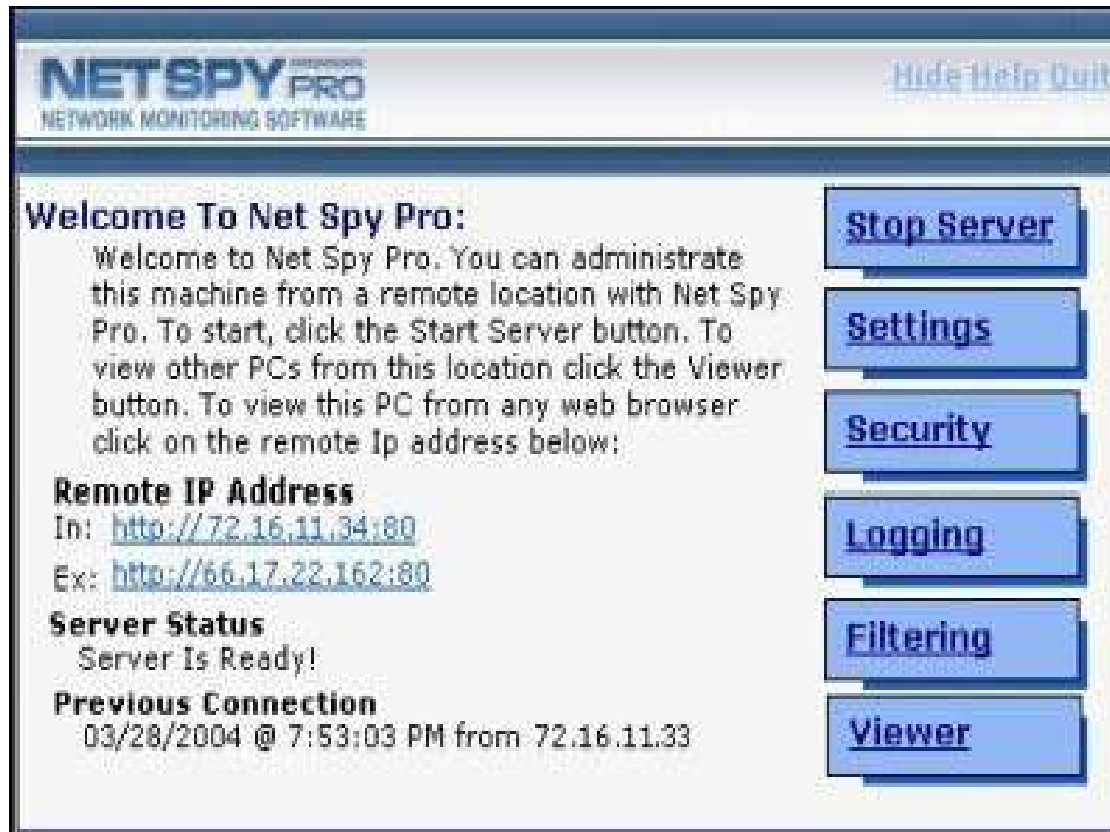 NETSPY PRO
NETWORK MONITORING SOFTWARE
Hide Help Quit
Welcome To Net Spy Pro:
Welcome to Net Spy Pro. You can administrate
this machine from a remote location with Net Spy
Pro. To start, click the Start Server button. To
view other PCs from this location click the Viewer
button. To view this PC from any web browser
click on the remote Ip address below:
Remote IP Address
In: http://72.16.11.34:80
Ex: http://66.17.22.162:80
Server Status
Server Is Ready!
Previous Connection
03/28/2004 @ 7:53:03 PM from 72.16.11.33
Stop Server
Settings
Security
Logging
Filtering
Viewer